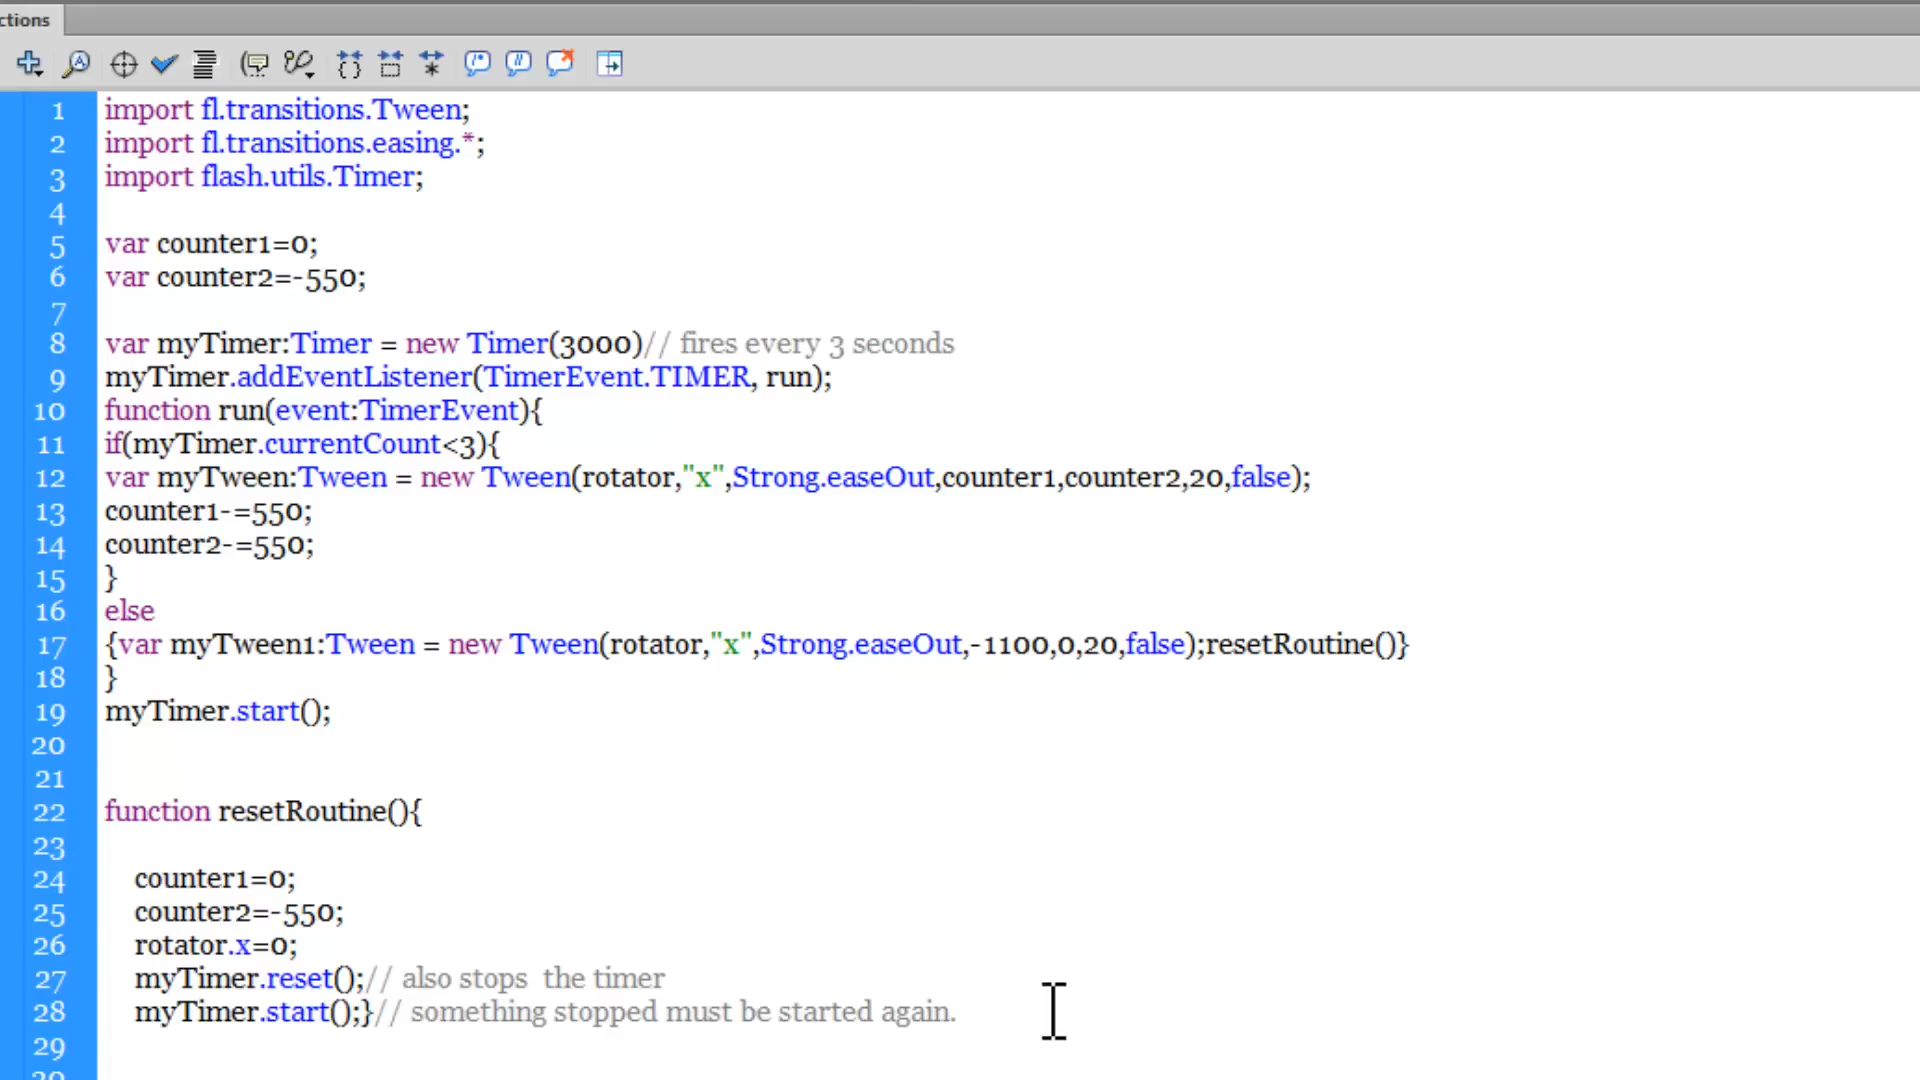 ctions
1 import fl.transitions.Tween;
2 import fl.transitions.easing.*;
3 import flash.utils.Timer;
4
5 var counter1=0;
6 var counter2=-550;
7
8 var myTimer:Timer = new Timer(3000)// fires every 3 seconds
9 myTimer.addEventListener(TimerEvent.TIMER, run);
10 function run(event:TimerEvent){
11 if(myTimer.currentCount<3){
12 var myTween:Tween = new Tween(rotator,"x",Strong.easeOut,counter1,counter2,20,false);
13 counter1-=550;
14 counter2-=550;
15 }
16 else
17 {var myTween1:Tween = new Tween(rotator,"x",Strong.easeOut,-1100,0,20,false);resetRoutine()}
18 }
19 myTimer.start();
20
21
22 function resetRoutine(){
23
24 counter1=0;
25 counter2=-550;
26 rotator.x=0;
27 myTimer.reset();// also stops  the timer
28 myTimer.start();}// something stopped must be started again.
29